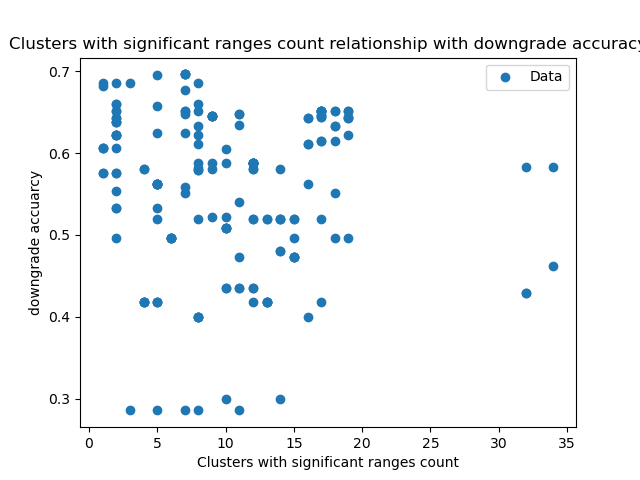 Clusters with significant ranges count relationship with downgrade accuracy
Data
0.7
0.6
0.5
0.4
0.3
downgrade accuarcy
0 5 10 15 20 25 30 35
Clusters with significant ranges count